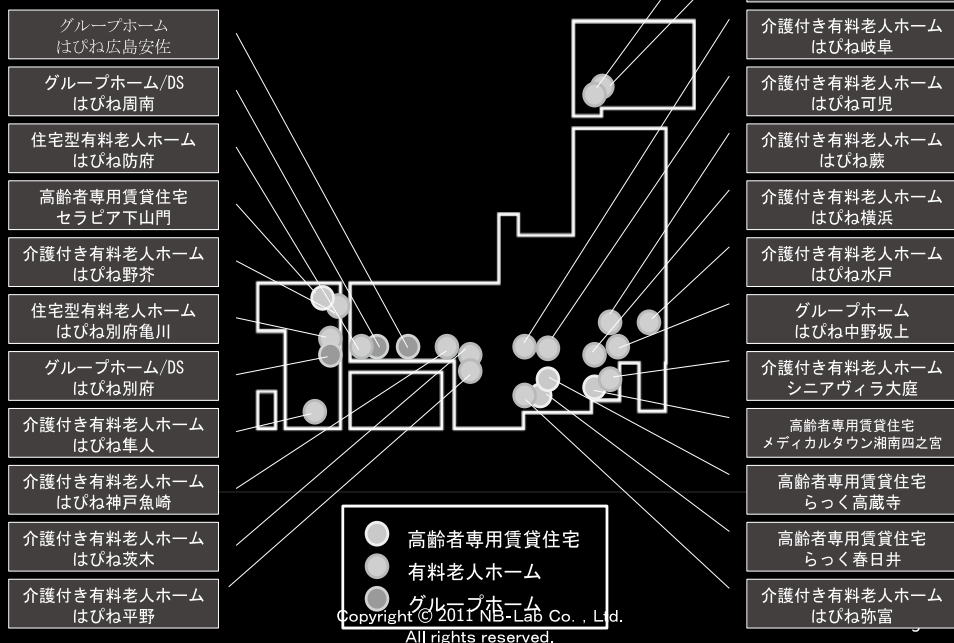 グループホーム
はぴね広島安佐
グループホーム/DS
はぴね周南
住宅型有料老人ホーム
はぴね防府
高齢者専用賃貸住宅
セラピア下山門
介護付き有料老人ホーム
はぴね野芥
住宅型有料老人ホーム
はぴね別府亀川
グループホーム/DS
はぴね別府
介護付き有料老人ホーム
はぴね隼人
介護付き有料老人ホーム
はぴね神戸魚崎
介護付き有料老人ホーム
はぴね茨木
介護付き有料老人ホーム
はぴね平野
介護付き有料老人ホーム
はぴね岐阜
介護付き有料老人ホーム
はぴね可児
介護付き有料老人ホーム
はぴね蕨
介護付き有料老人ホーム
はぴね横浜
介護付き有料老人ホーム
はぴね水戸
グループホーム
はぴね中野坂上
介護付き有料老人ホーム
シニアヴィラ大庭
高齢者専用賃貸住宅
メディカルタウン湘南四之宮
高齢者専用賃貸住宅
らっく高蔵寺
高齢者専用賃貸住宅
らっく春日井
介護付き有料老人ホーム
はぴね弥富
高齢者専用賃貸住宅
有料老人ホーム
グループホーム
Copyright © 2011 NB-Lab Co. , Ltd.
All rights reserved.